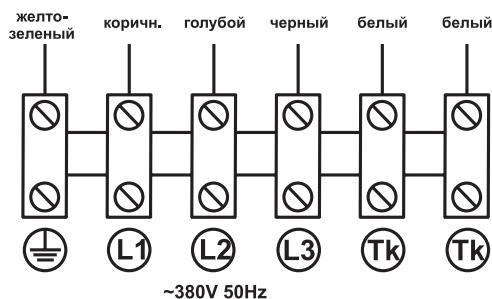 желто-
зеленый
коричн.
голубой
черный
белый
белый
L1
L2
L3
Tk
Tk
~380V 50Hz